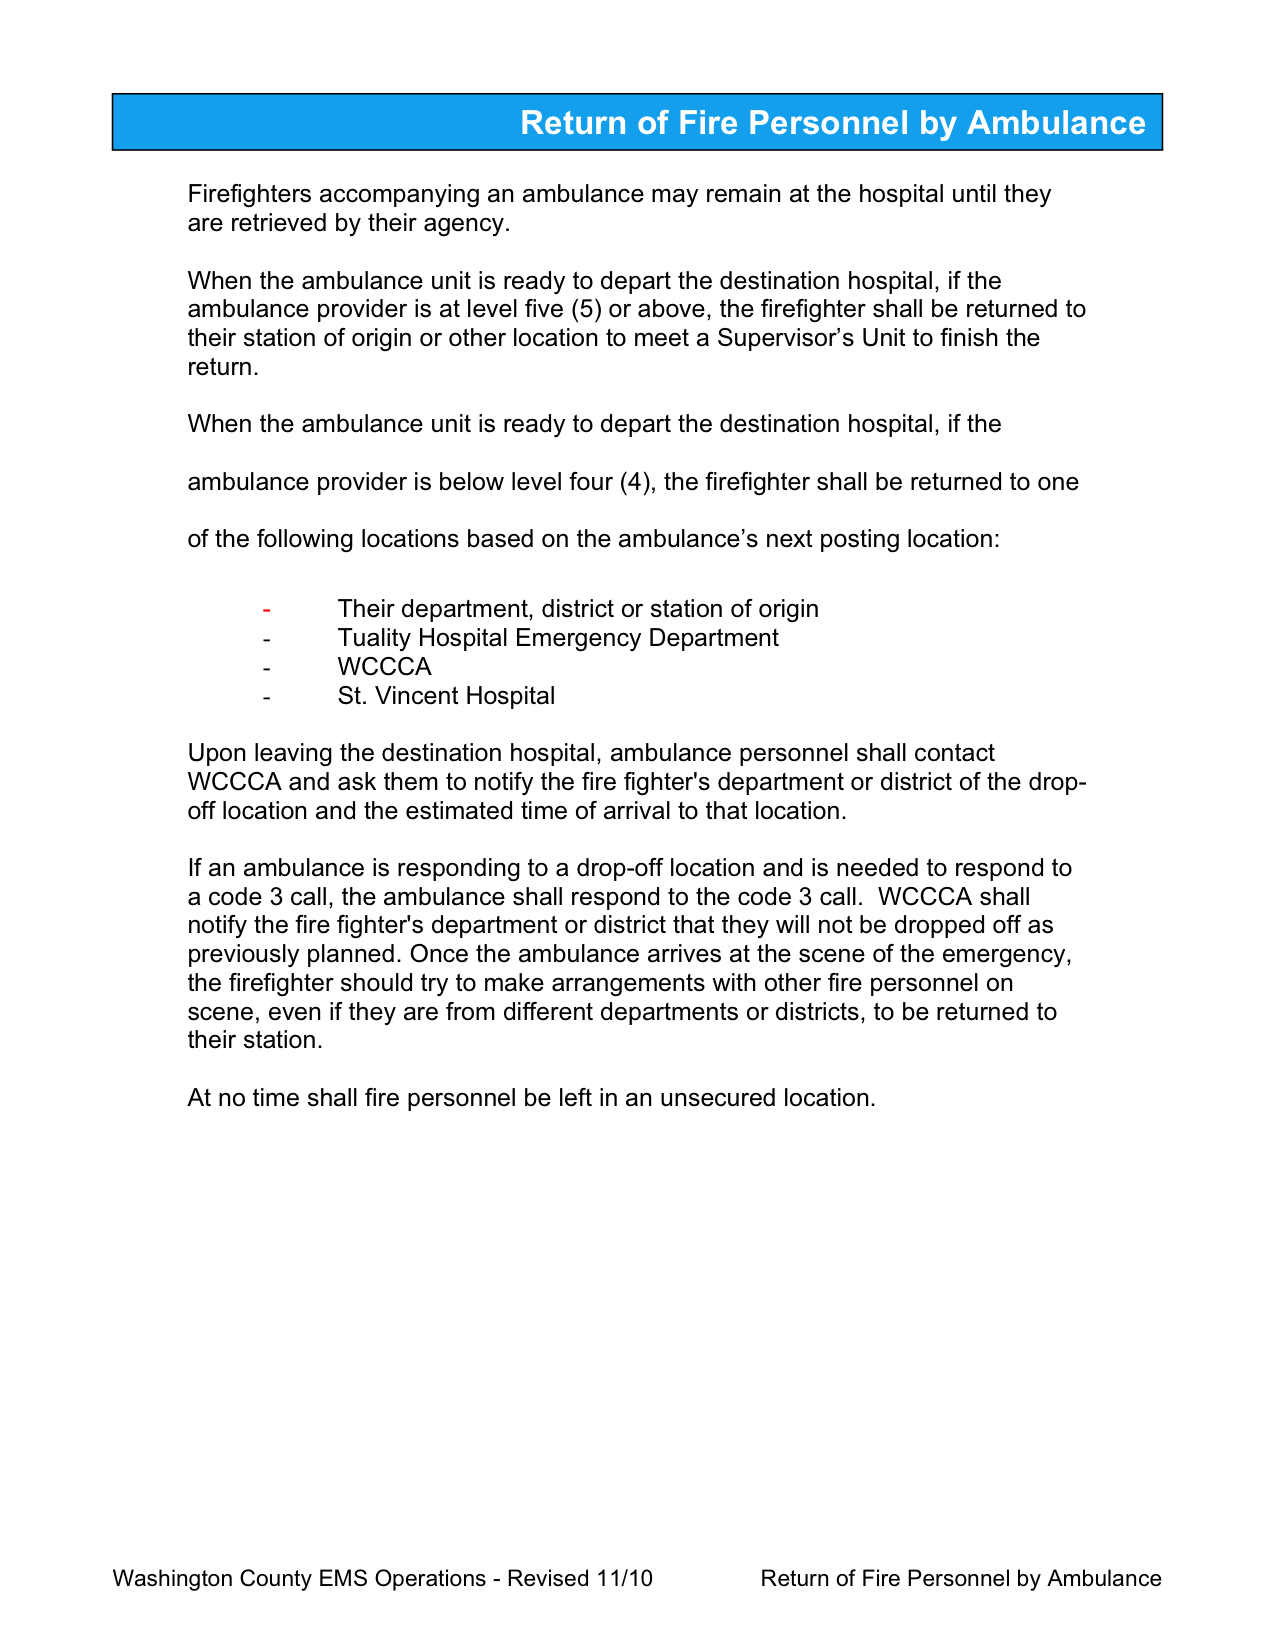 Return of Fire Personnel by Ambulance
Firefighters accompanying an ambulance may remain at the hospital until they
are retrieved by their agency.
When the ambulance unit is ready to depart the destination hospital, if the
ambulance provider is at level five (5) or above, the firefighter shall be returned to
their station of origin or other location to meet a Supervisor’s Unit to finish the
return.
When the ambulance unit is ready to depart the destination hospital, if the
ambulance provider is below level four (4), the firefighter shall be returned to one
of the following locations based on the ambulance’s next posting location:
- Their department, district or station of origin
- Tuality Hospital Emergency Department
- WCCCA
- St. Vincent Hospital
Upon leaving the destination hospital, ambulance personnel shall contact
WCCCA and ask them to notify the fire fighter's department or district of the drop-
off location and the estimated time of arrival to that location.
If an ambulance is responding to a drop-off location and is needed to respond to
a code 3 call, the ambulance shall respond to the code 3 call.  WCCCA shall
notify the fire fighter's department or district that they will not be dropped off as
previously planned. Once the ambulance arrives at the scene of the emergency,
the firefighter should try to make arrangements with other fire personnel on
scene, even if they are from different departments or districts, to be returned to
their station.
At no time shall fire personnel be left in an unsecured location.
Washington County EMS Operations - Revised 11/10 Return of Fire Personnel by Ambulance